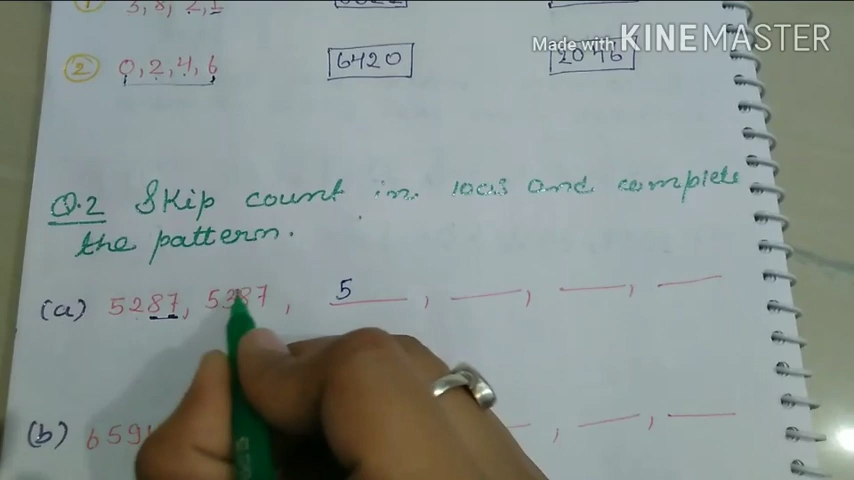 ① 3, 8, 2, 1
Made with KINEMASTER
② 0, 2, 4, 6 6420 2046
Q.2 Skip count in 100s and complete
the pattern.
(a) 5287, 5387, 5 , , ,
(b) 659 , ,